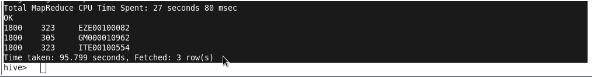 Total MapReduce CPU Time Spent: 27 seconds 80 msec
OK
1800 323 EZE00100082
1800 305 GM000010962
1800 323 ITE00100554
Time taken: 95.799 seconds, Fetched: 3 row(s)
hive>